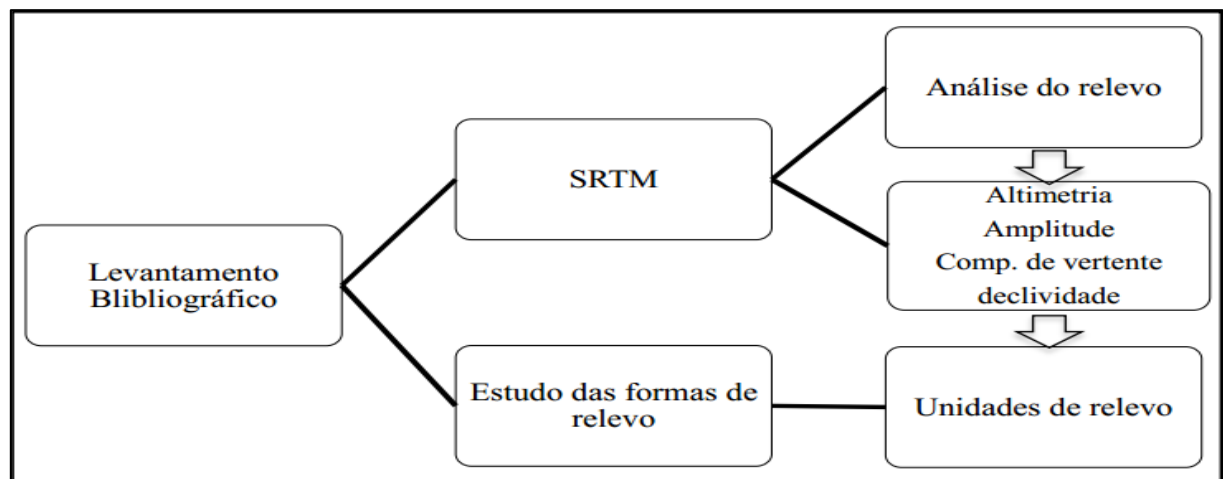 Levantamento
Blibliográfico
SRTM
Estudo das formas de
relevo
Análise do relevo
Altimetria
Amplitude
Comp. de vertente
declividade
Unidades de relevo